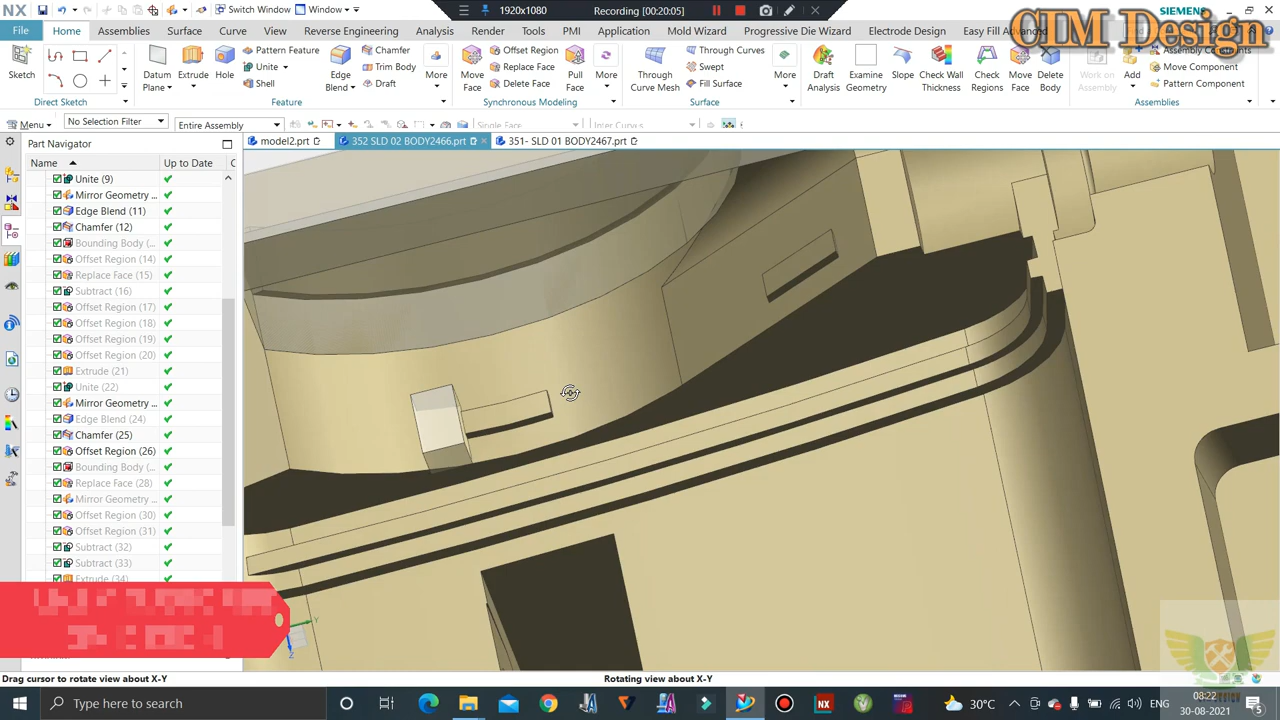 NX
Switch Window
Window
1920x1080
Recording [00:20:05]
SIEMENS
CIM Design
File
Home
Assemblies
Surface
Curve
View
Reverse Engineering
Analysis
Render
Tools
PMI
Application
Mold Wizard
Progressive Die Wizard
Electrode Design
Easy Fill Advanced
Sketch
Datum Plane
Extrude
Hole
Pattern Feature
Unite
Shell
Edge Blend
Chamfer
Trim Body
Draft
More
Move Face
Offset Region
Replace Face
Delete Face
Pull Face
More
Through Curve Mesh
Through Curves
Swept
Fill Surface
More
Draft Analysis
Examine Geometry
Slope
Check Wall Thickness
Check Regions
Move Face
Delete Body
Work on Assembly
Add
Assembly Constraints
Move Component
Pattern Component
Direct Sketch
Feature
Synchronous Modeling
Surface
Assemblies
Menu
No Selection Filter
Entire Assembly
Single Face
Infer Curves
Part Navigator
model2.prt
352 SLD 02 BODY2466.prt
351- SLD 01 BODY2467.prt
Name
Up to Date
C
Unite (9)
Mirror Geometry ...
Edge Blend (11)
Chamfer (12)
Bounding Body (...
Offset Region (14)
Replace Face (15)
Subtract (16)
Offset Region (17)
Offset Region (18)
Offset Region (19)
Offset Region (20)
Extrude (21)
Unite (22)
Mirror Geometry ...
Edge Blend (24)
Chamfer (25)
Offset Region (26)
Bounding Body (...
Replace Face (28)
Mirror Geometry ...
Offset Region (30)
Offset Region (31)
Subtract (32)
Subtract (33)
Extrude (34)
Y
Z
Drag cursor to rotate view about X-Y
Rotating view about X-Y
Type here to search
30°C
ENG
08:22
30-08-2021
5